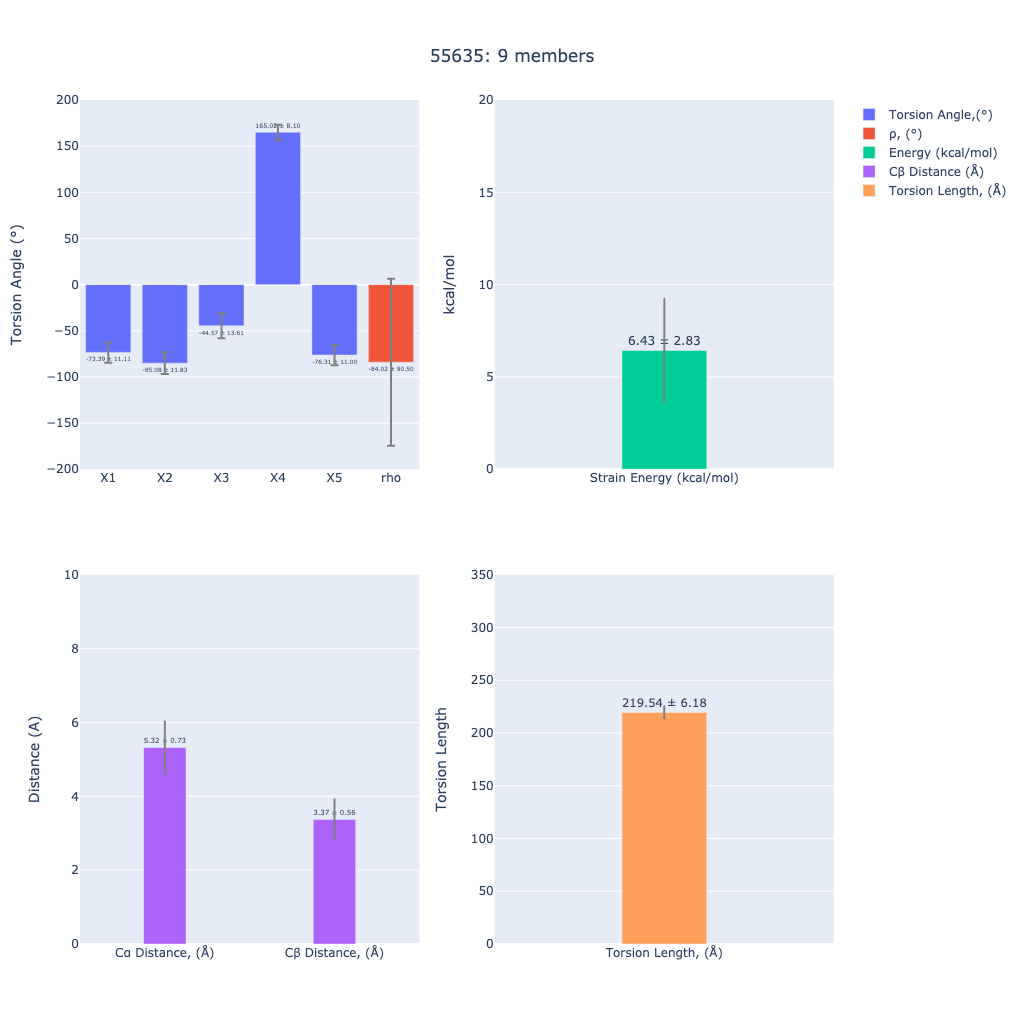 55635: 9 members
Torsion Angle (°)
200
150
100
50
0
−50
−100
−150
−200
165.02 ± 8.10
-73.39 ± 11.11
-85.08 ± 11.83
-44.57 ± 13.61
-76.31 ± 11.00
-84.02 ± 90.50
X1 X2 X3 X4 X5 rho
kcal/mol
20
15
10
5
0
6.43 ± 2.83
Strain Energy (kcal/mol)
Torsion Angle,(°)
ρ, (°)
Energy (kcal/mol)
Cβ Distance (Å)
Torsion Length, (Å)
Distance (A)
10
8
6
4
2
0
5.32 ± 0.73
3.37 ± 0.56
Cα Distance, (Å) Cβ Distance, (Å)
Torsion Length
350
300
250
200
150
100
50
0
219.54 ± 6.18
Torsion Length, (Å)